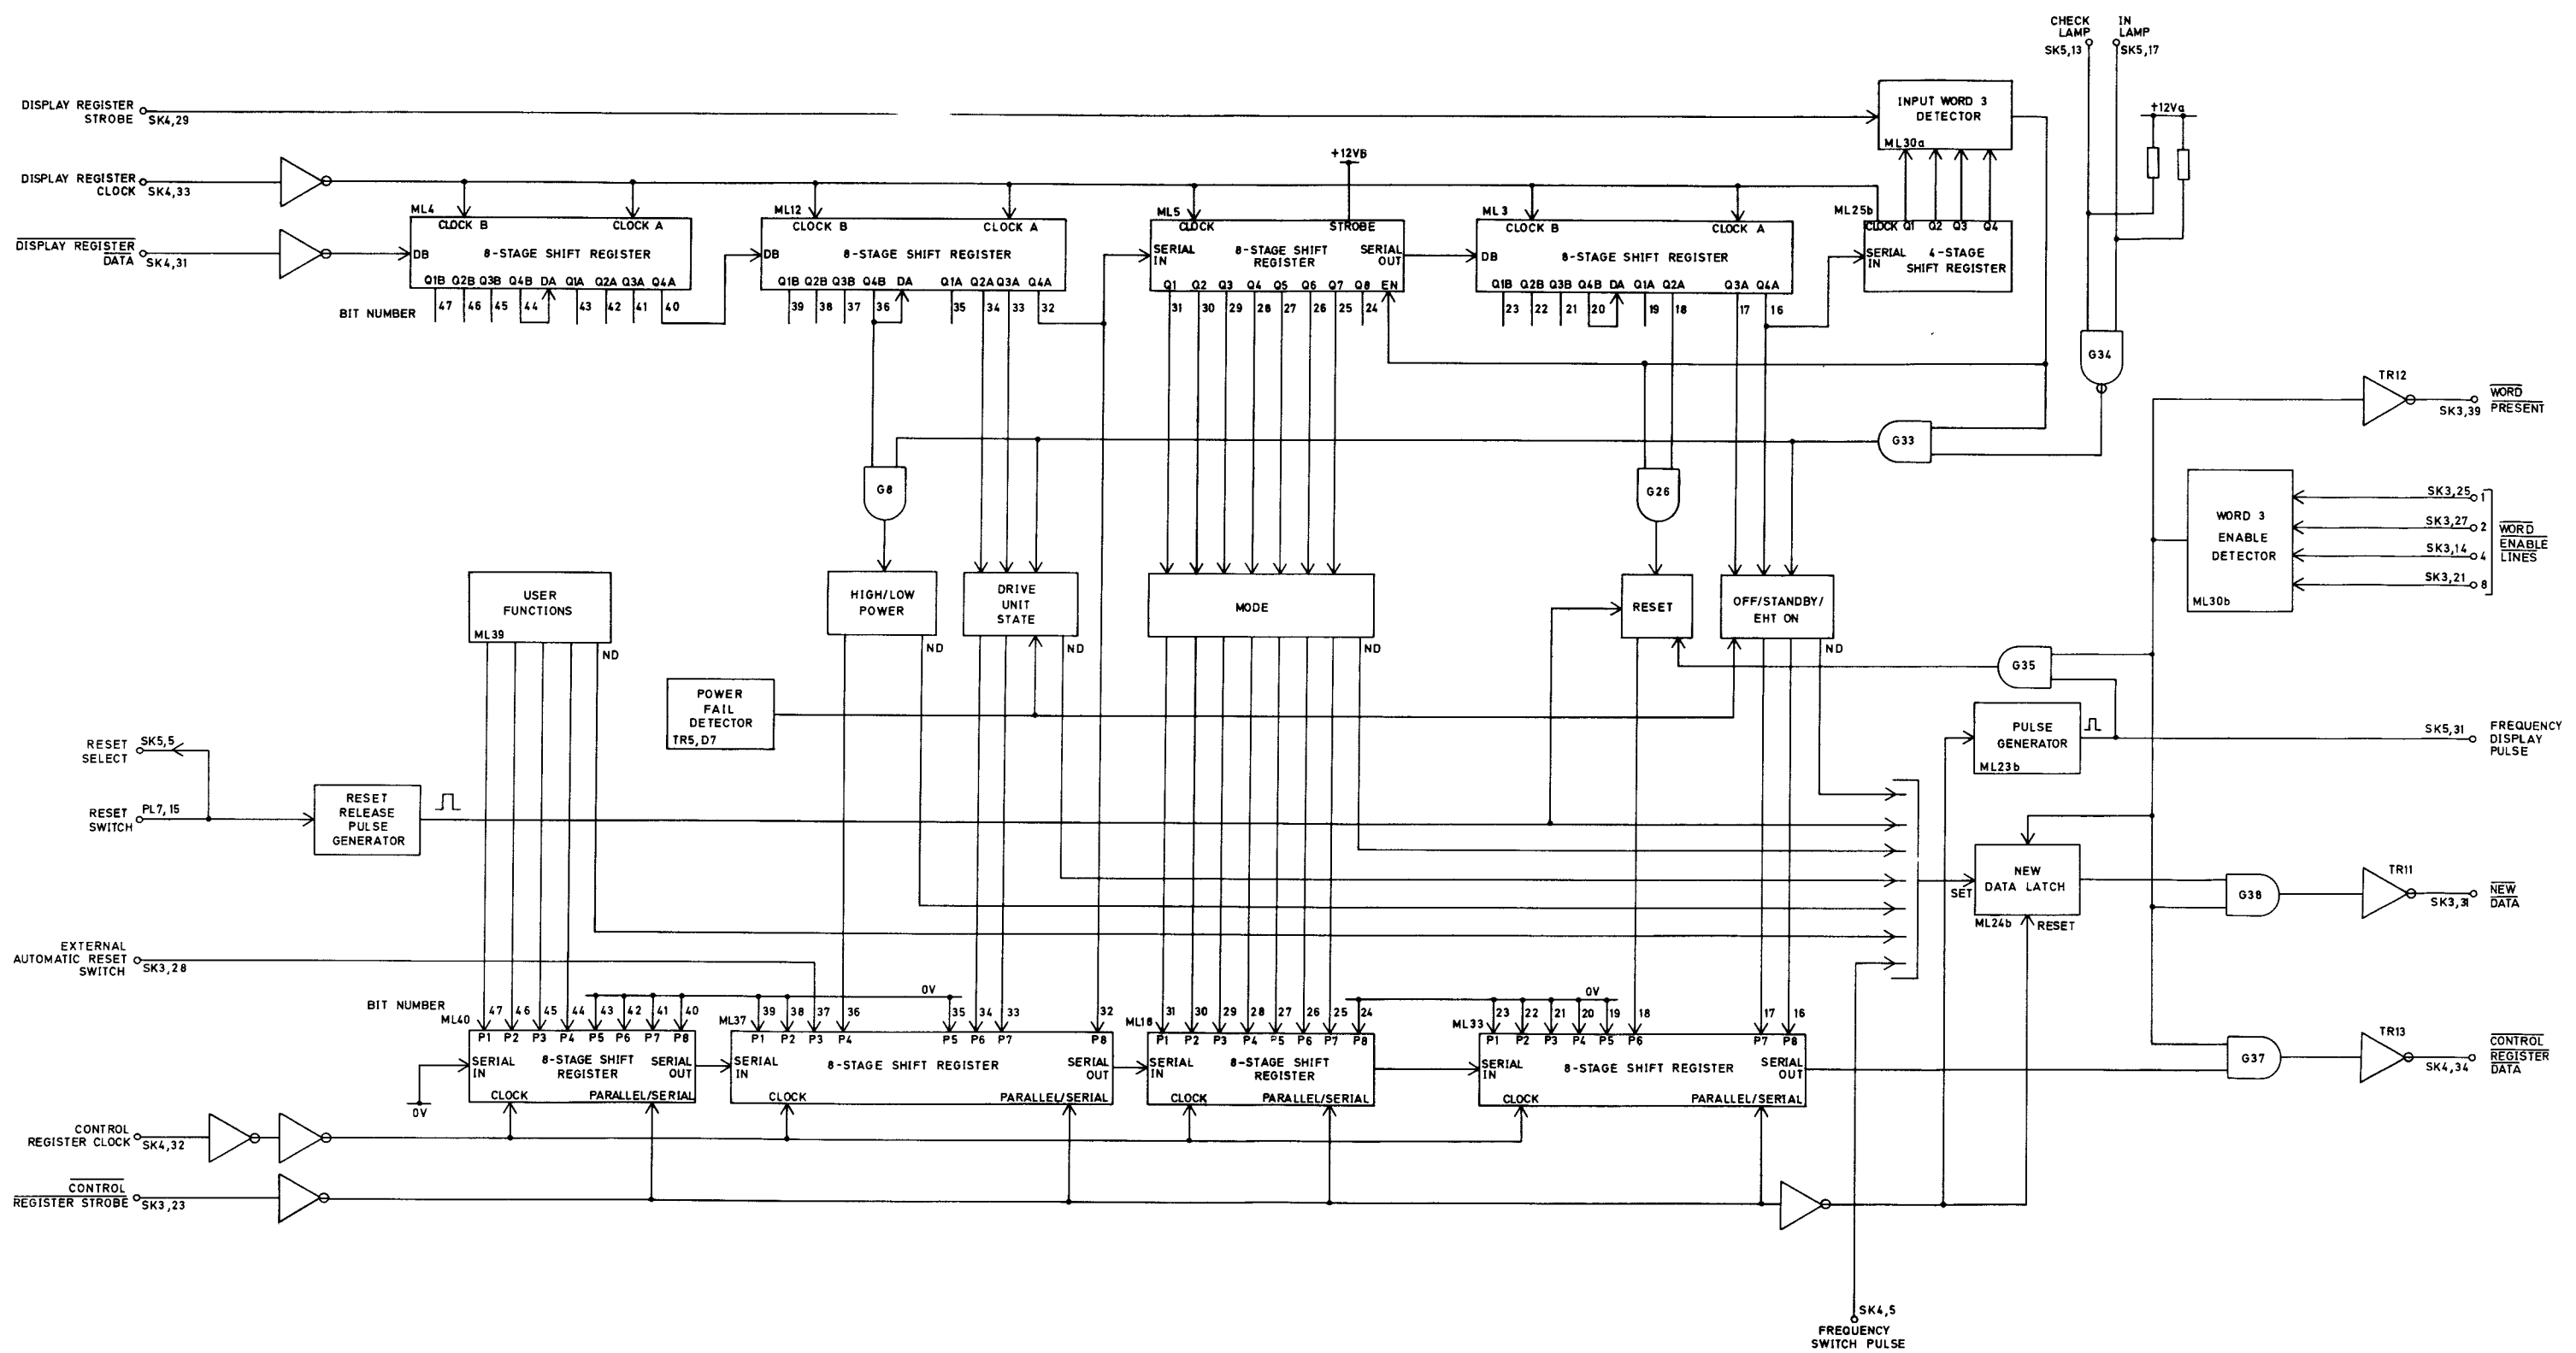 CHECK
LAMP
SK5,13
IN
LAMP
SK5,17
DISPLAY REGISTER
STROBE
SK4,29
INPUT WORD 3
DETECTOR
ML30a
+12Va
+12VB
DISPLAY REGISTER
CLOCK
SK4,33
DISPLAY REGISTER
DATA
SK4,31
ML4
CLOCK B
CLOCK A
8-STAGE SHIFT REGISTER
DB
Q1B Q2B Q3B Q4B DA Q1A Q2A Q3A Q4A
ML12
CLOCK B
CLOCK A
8-STAGE SHIFT REGISTER
DB
Q1B Q2B Q3B Q4B DA Q1A Q2A Q3A Q4A
ML5
CLOCK
STROBE
SERIAL
IN
8-STAGE SHIFT
REGISTER
SERIAL
OUT
Q1 Q2 Q3 Q4 Q5 Q6 Q7 Q8 EN
ML3
CLOCK B
CLOCK A
8-STAGE SHIFT REGISTER
DB
Q1B Q2B Q3B Q4B DA Q1A Q2A Q3A Q4A
ML25b
CLOCK Q1 Q2 Q3 Q4
SERIAL
IN
4-STAGE
SHIFT REGISTER
BIT NUMBER
47 46 45 44 43 42 41 40
39 38 37 36 35 34 33 32
31 30 29 28 27 26 25 24
23 22 21 20 19 18 17 16
G34
G33
G8
G26
TR12
SK3,39
WORD
PRESENT
WORD 3
ENABLE
DETECTOR
ML30b
SK3,25 1
SK3,27 2
SK3,14 4
SK3,21 8
WORD
ENABLE
LINES
USER
FUNCTIONS
ML39
ND
HIGH/LOW
POWER
ND
DRIVE
UNIT
STATE
ND
MODE
ND
RESET
OFF/STANDBY/
EHT ON
ND
G35
POWER
FAIL
DETECTOR
TR5, D7
PULSE
GENERATOR
ML23b
SK5,31
FREQUENCY
DISPLAY
PULSE
RESET
SELECT
SK5,5
RESET
SWITCH
PL7,15
RESET
RELEASE
PULSE
GENERATOR
SET
NEW
DATA LATCH
ML24b
RESET
G38
TR11
SK3,31
NEW
DATA
EXTERNAL
AUTOMATIC RESET
SWITCH
SK3,28
0V
0V
BIT NUMBER
47 46 45 44 43 42 41 40
39 38 37 36 35 34 33 32
31 30 29 28 27 26 25 24
23 22 21 20 19 18 17 16
ML40
P1 P2 P3 P4 P5 P6 P7 P8
SERIAL
IN
8-STAGE SHIFT
REGISTER
SERIAL
OUT
CLOCK
PARALLEL/SERIAL
0V
ML37
P1 P2 P3 P4 P5 P6 P7 P8
SERIAL
IN
8-STAGE SHIFT REGISTER
SERIAL
OUT
CLOCK
PARALLEL/SERIAL
ML18
P1 P2 P3 P4 P5 P6 P7 P8
SERIAL
IN
8-STAGE SHIFT
REGISTER
CLOCK
PARALLEL/SERIAL
ML33
P1 P2 P3 P4 P5 P6 P7 P8
SERIAL
IN
8-STAGE SHIFT REGISTER
SERIAL
OUT
CLOCK
PARALLEL/SERIAL
G37
TR13
SK4,34
CONTROL
REGISTER
DATA
CONTROL
REGISTER CLOCK
SK4,32
CONTROL
REGISTER STROBE
SK3,23
SK4,5
FREQUENCY
SWITCH PULSE